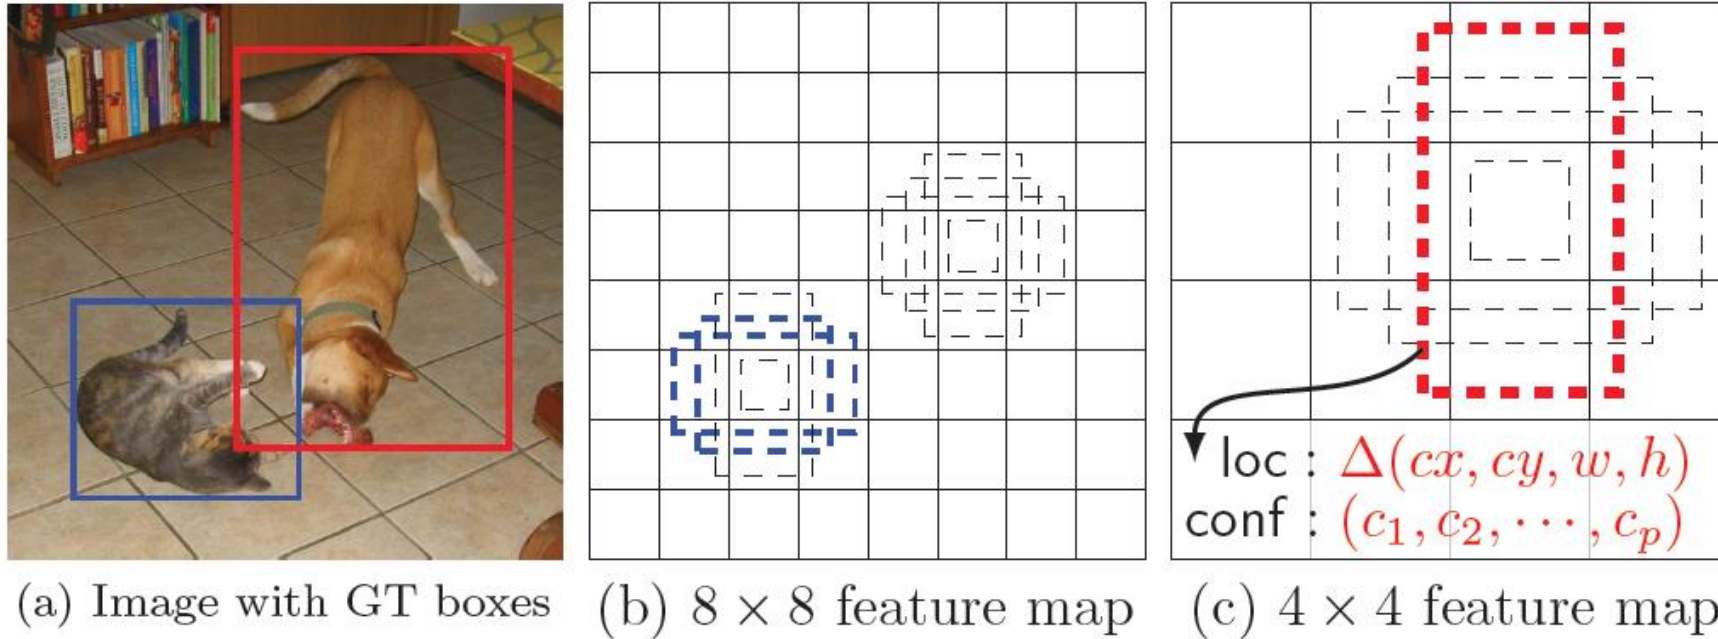 loc : Δ(cx, cy, w, h)
conf : (c₁, c₂, ⋯, cₚ)
(a) Image with GT boxes
(b) 8 × 8 feature map
(c) 4 × 4 feature map